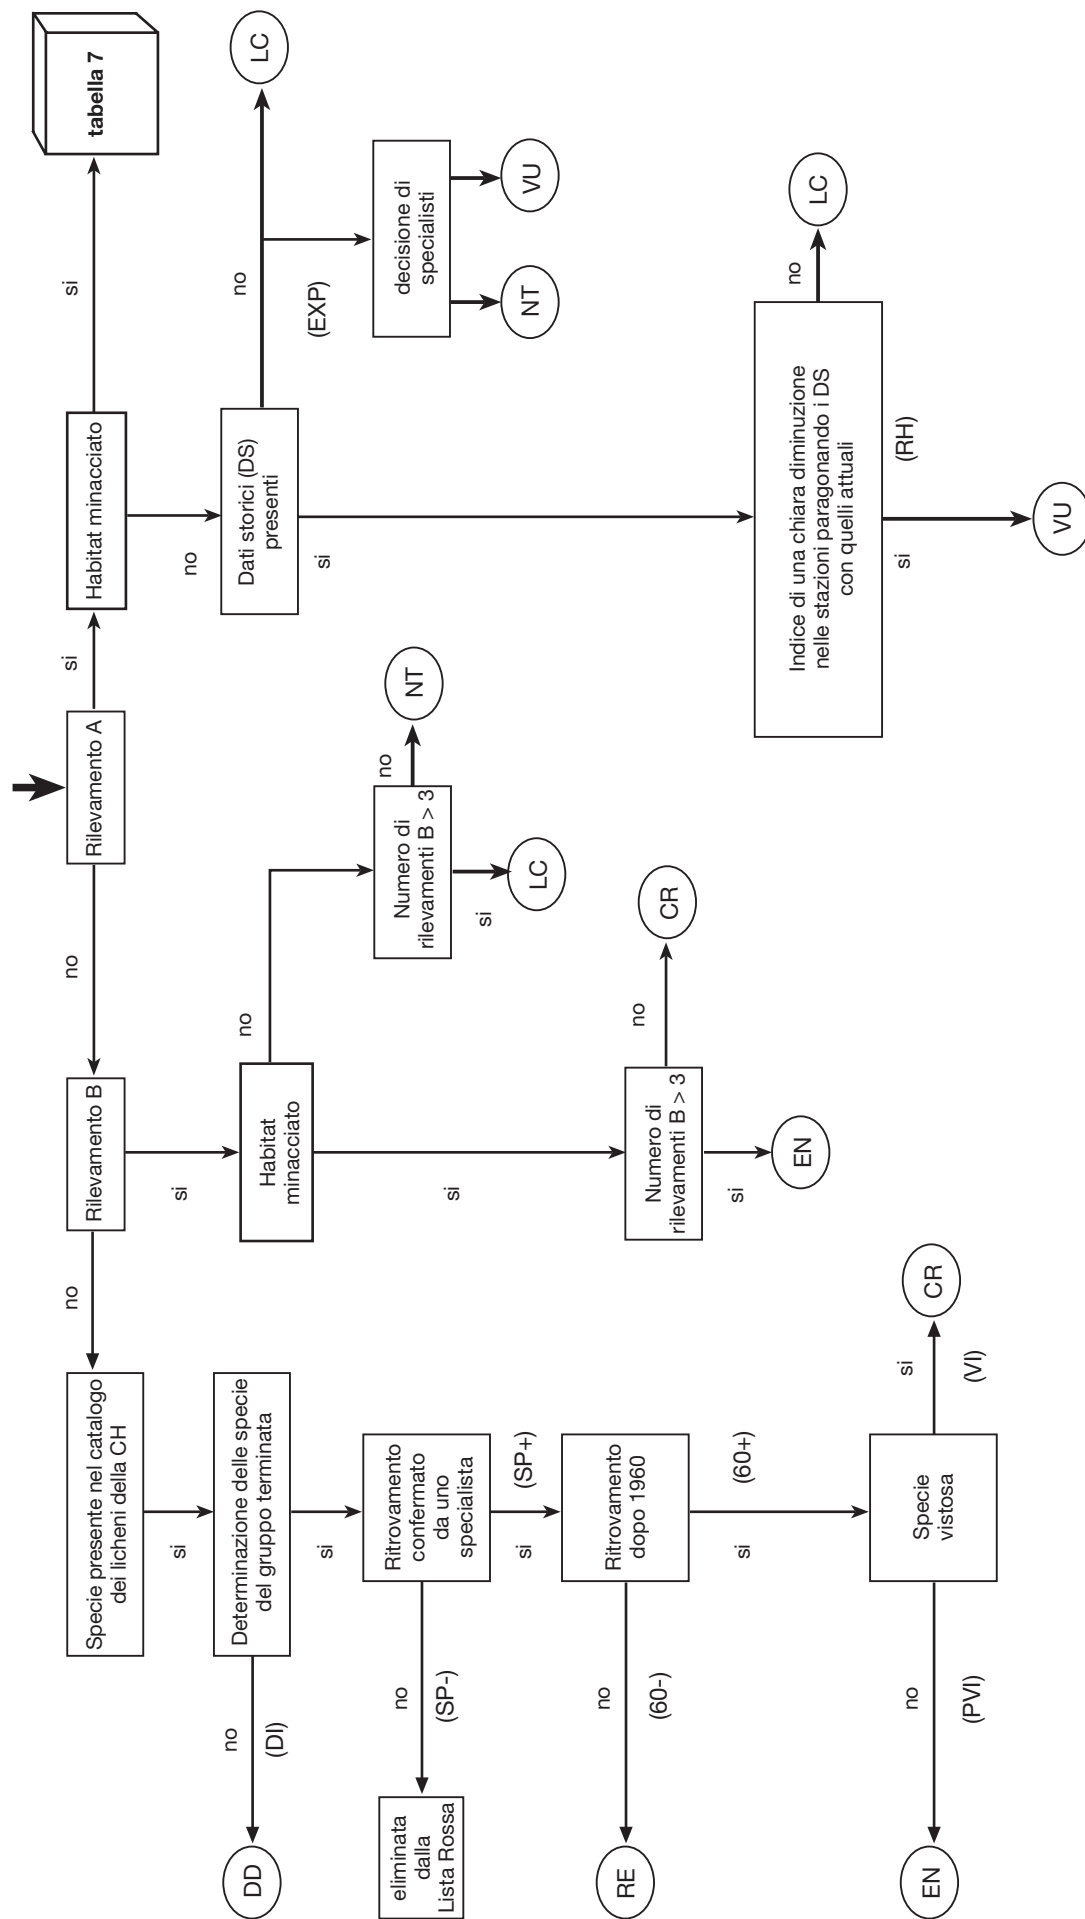 tabella 7
si
Habitat minacciato
si
Rilevamento A
no
Rilevamento B
no
Specie presente nel catalogo
dei licheni della CH
LC
no
(EXP)
decisione di
specialisti
VU
NT
no
Dati storici (DS)
presenti
si
Indice di una chiara diminuzione
nelle stazioni paragonando i DS
con quelli attuali
no
LC
(RH)
si
VU
si
Habitat
minacciato
no
Numero di
rilevamenti B > 3
no
NT
si
LC
si
Numero di
rilevamenti B > 3
no
CR
si
EN
si
Determinazione delle specie
del gruppo terminata
no
(DI)
DD
si
Ritrovamento
confermato
da uno
specialista
no
(SP-)
eliminata
dalla
Lista Rossa
si
(SP+)
Ritrovamento
dopo 1960
no
(60-)
RE
si
(60+)
Specie
vistosa
si
(VI)
CR
no
(PVI)
EN